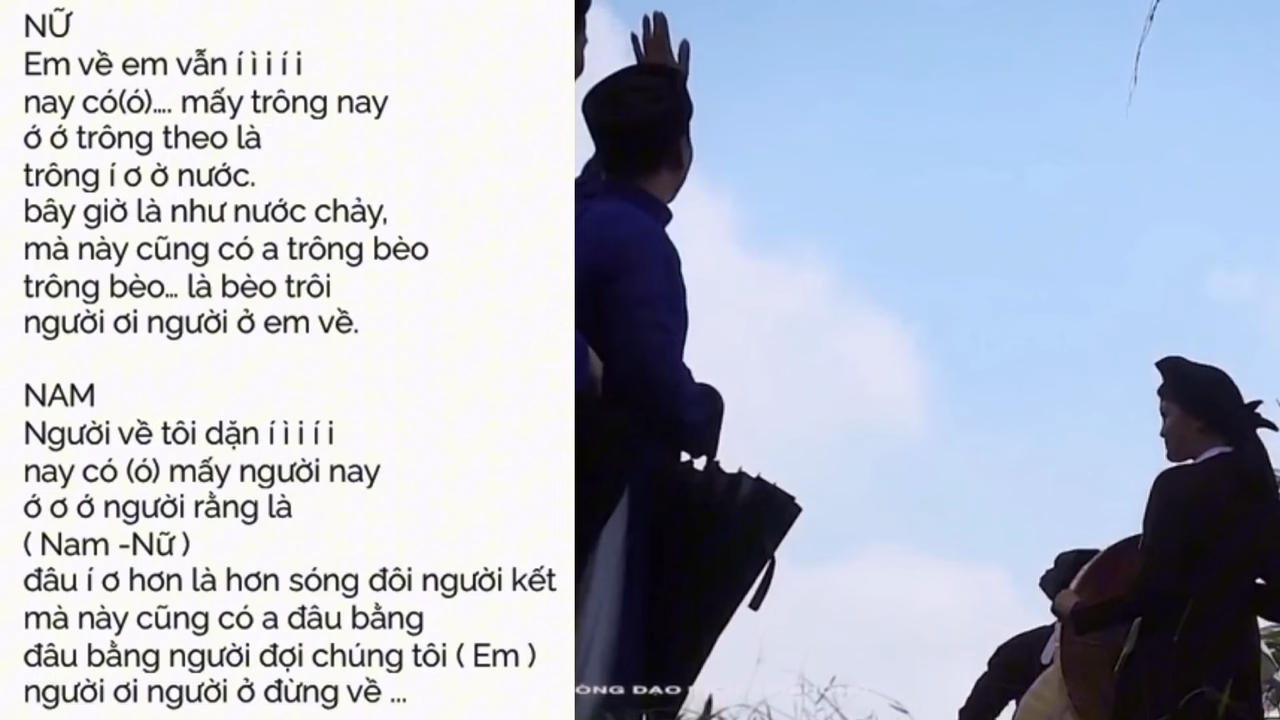 NỮ
Em về em vẫn í ì i í i
nay có(ó).... mấy trông nay
ớ ớ trông theo là
trông í ơ ở nước.
bây giờ là như nước chảy,
mà này cũng có a trông bèo
trông bèo... là bèo trôi
người ơi người ở em về.
NAM
Người về tôi dặn í ì i í i
nay có (ó) mấy người nay
ớ ơ ớ người rằng là
( Nam -Nữ )
đâu í ơ hơn là hơn sóng đôi người kết
mà này cũng có a đâu bằng
đâu bằng người đợi chúng tôi ( Em )
người ơi người ở đừng về ...
DẠO